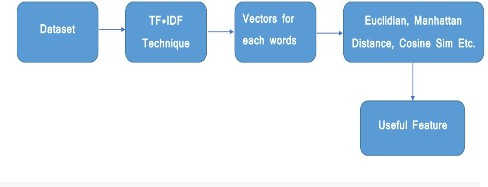 Dataset
TF•IDF
Technique
Vectors for
each words
Euclidian, Manhattan
Distance, Cosine Sim Etc.
Useful Feature